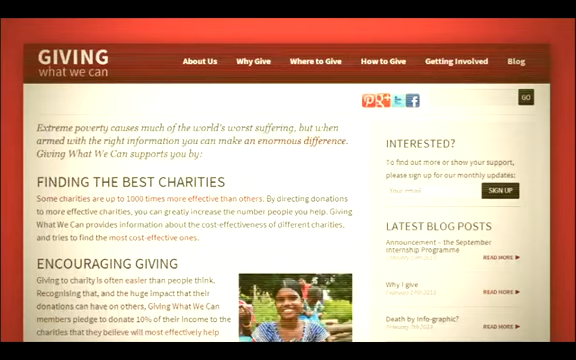 GIVING
what we can
About Us Why Give Where to Give How to Give Getting Involved Blog
GO
Extreme poverty causes much of the world's worst suffering, but when
armed with the right information you can make an enormous difference.
Giving What We Can supports you by:
FINDING THE BEST CHARITIES
Some charities are up to 1000 times more effective than others. By directing donations
to more effective charities, you can greatly increase the number people you help. Giving
What We Can provides information about the cost-effectiveness of different charities,
and tries to find the most cost-effective ones.
ENCOURAGING GIVING
Giving to charity is often easier than people think.
Recognising that, and the huge impact that their
donations can have on others, Giving What We Can
members pledge to donate 10% of their income to the
charities that they believe will most effectively help
INTERESTED?
To find out more or show your support,
please sign up for our monthly updates:
Your email
SIGN UP
LATEST BLOG POSTS
Announcement - the September
Internship Programme
READ MORE
Why I give
READ MORE
Death by info-graphic?
READ MORE